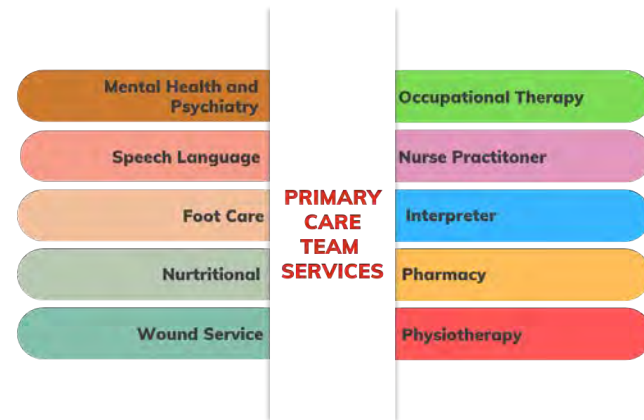 Mental Health and
Psychiatry
Speech Language
Foot Care
Nurtritional
Wound Service
PRIMARY
CARE
TEAM
SERVICES
Occupational Therapy
Nurse Practitoner
Interpreter
Pharmacy
Physiotherapy